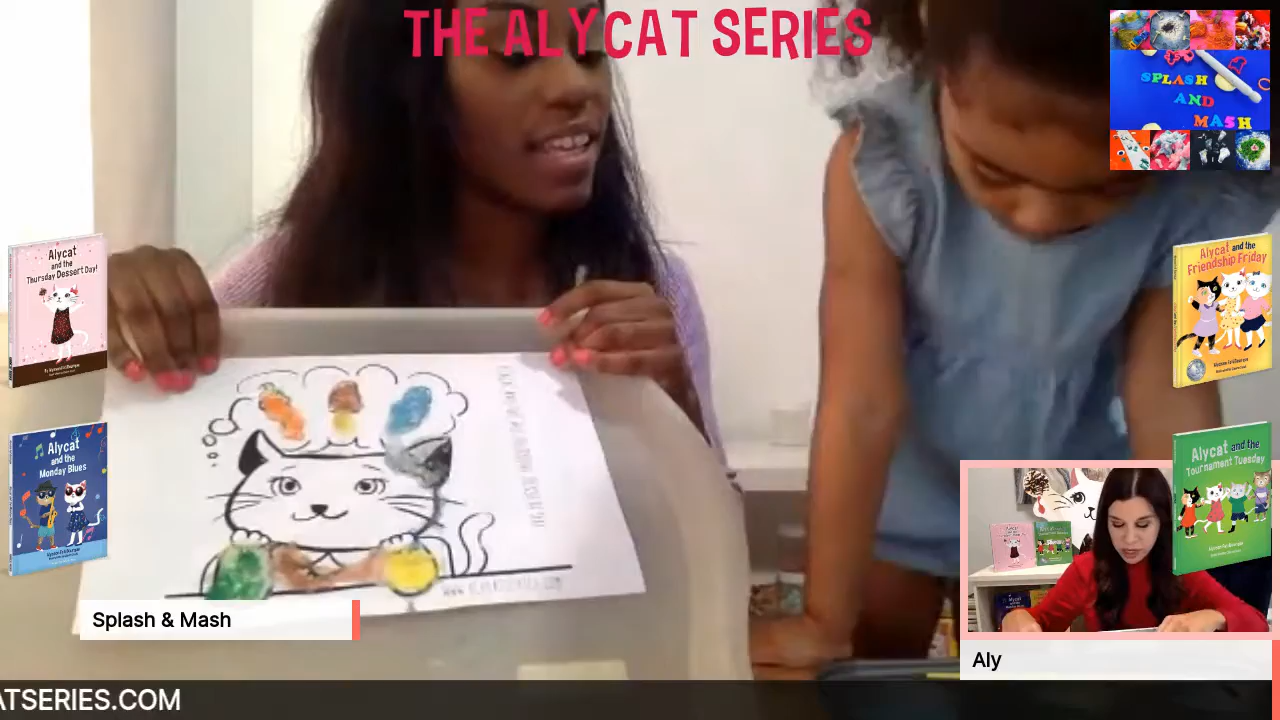 THE ALYCAT SERIES
SPLASH
AND
MASH
Alycat
and the
Thursday Dessert Day!
Alycat and the
Friendship Friday
Alycat
and the
Monday Blues
Alycat and the
Tournament Tuesday
Splash & Mash
Aly
ATSERIES.COM